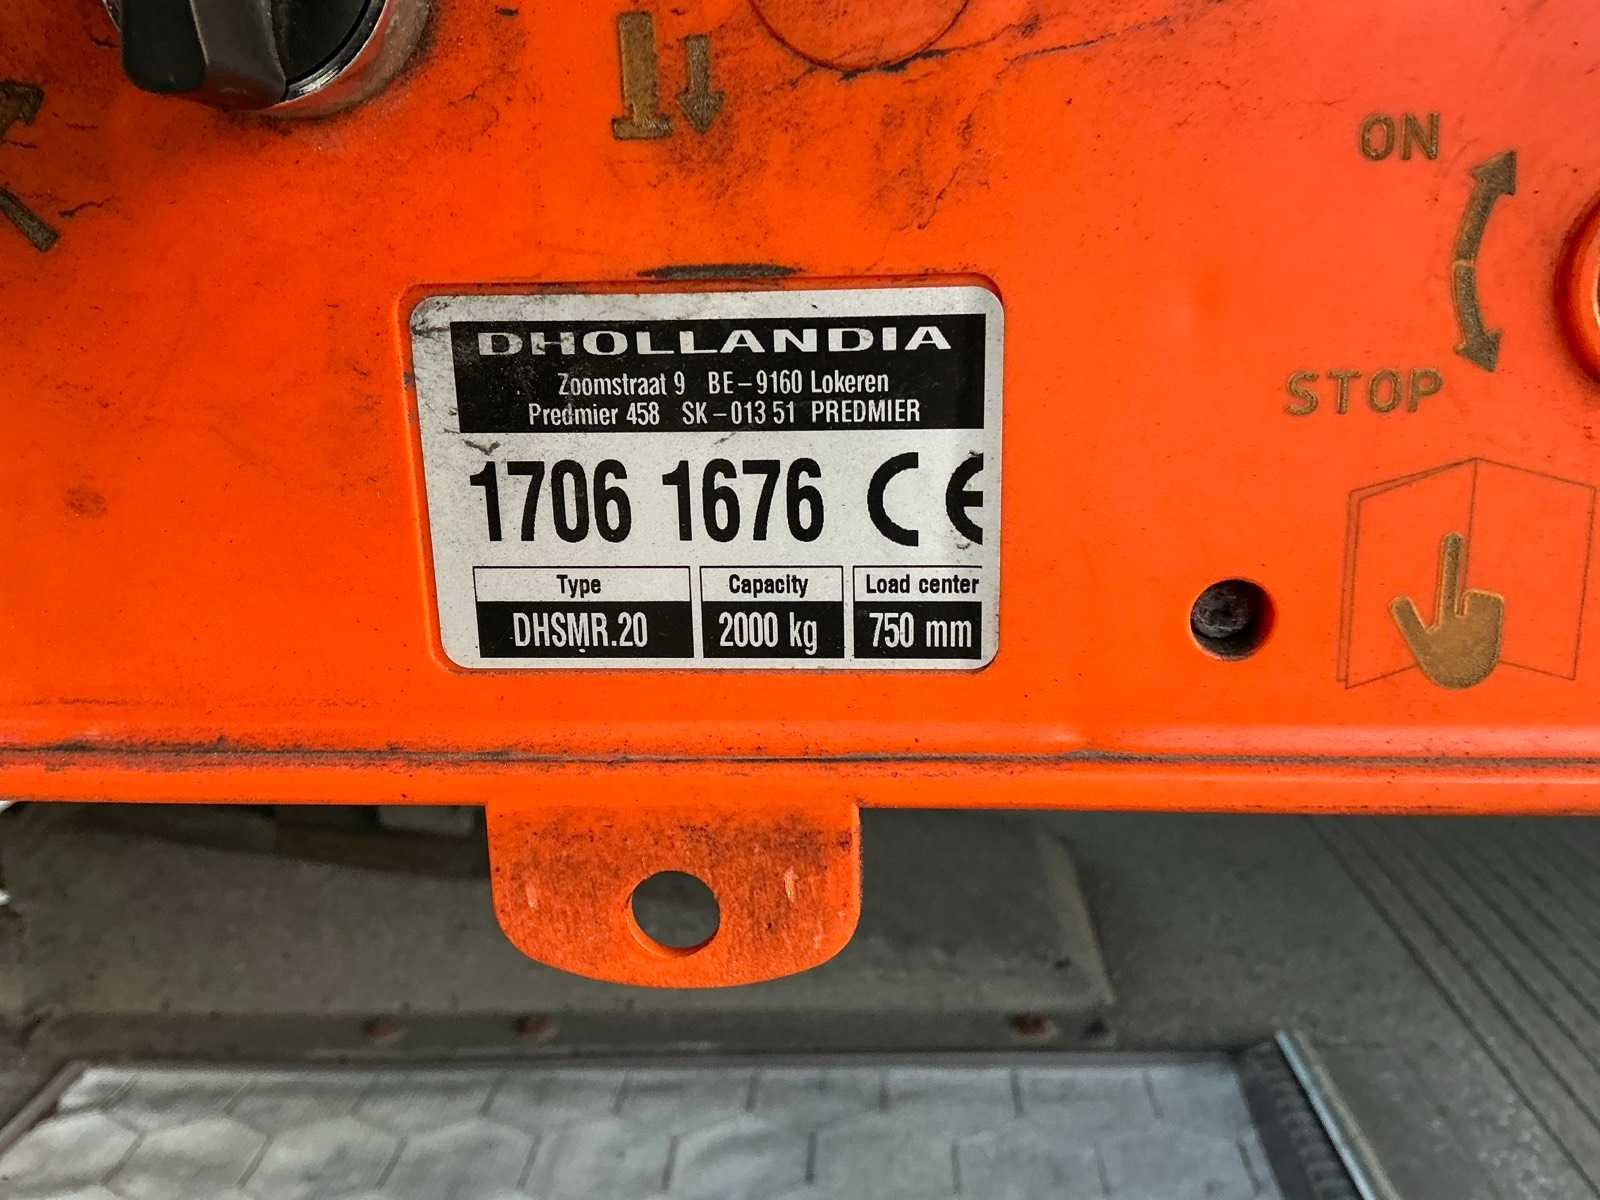 ON
STOP
DHOLLANDIA
Zoomstraat 9 BE-9160 Lokeren
Predmier 458 SK-013 51 PREDMIER
1706 1676 CE
Type Capacity Load center
DHSMR.20 2000 kg 750 mm